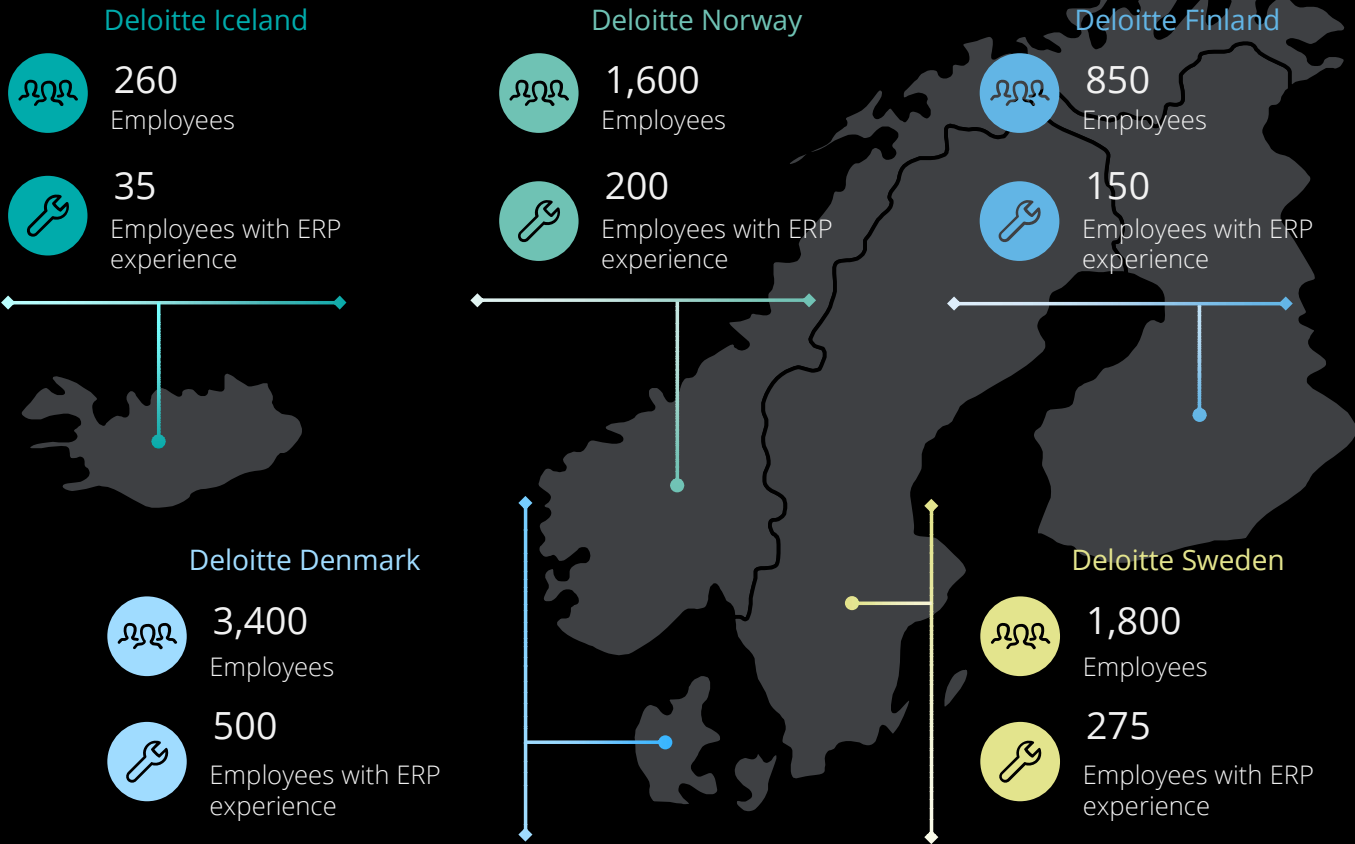 Deloitte Iceland
260
Employees
35
Employees with ERP
experience
Deloitte Norway
1,600
Employees
200
Employees with ERP
experience
Deloitte Finland
850
Employees
150
Employees with ERP
experience
Deloitte Denmark
3,400
Employees
500
Employees with ERP
experience
Deloitte Sweden
1,800
Employees
275
Employees with ERP
experience